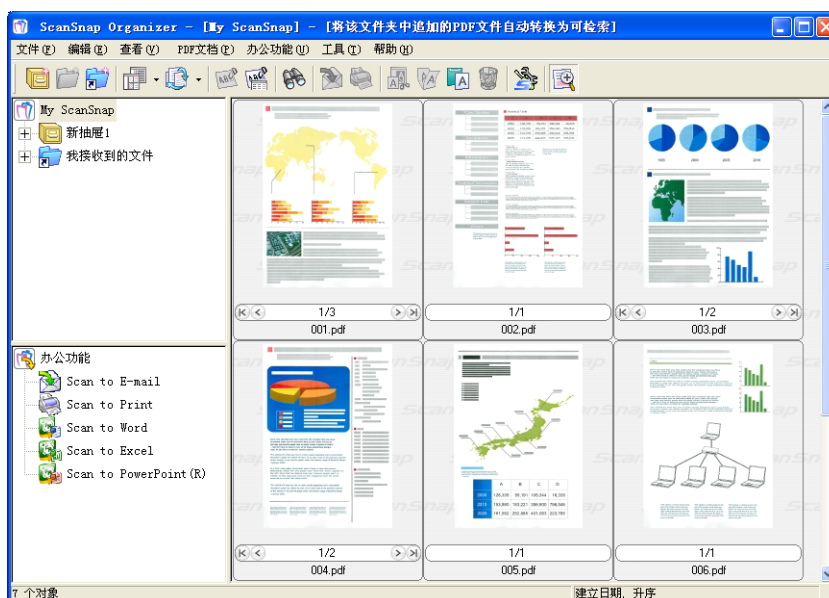 ScanSnap Organizer - [My ScanSnap] - [将该文件夹中追加的PDF文件自动转换为可检索]
文件(F) 编辑(E) 查看(V) PDF文档(P) 办公功能(U) 工具(T) 帮助(H)
My ScanSnap
新抽屉1
我接收到的文件
1/3
001.pdf
1/1
002.pdf
1/2
003.pdf
办公功能
Scan to E-mail
Scan to Print
Scan to Word
Scan to Excel
Scan to PowerPoint(R)
1/2
004.pdf
1/1
005.pdf
1/1
006.pdf
7 个对象
建立日期, 升序